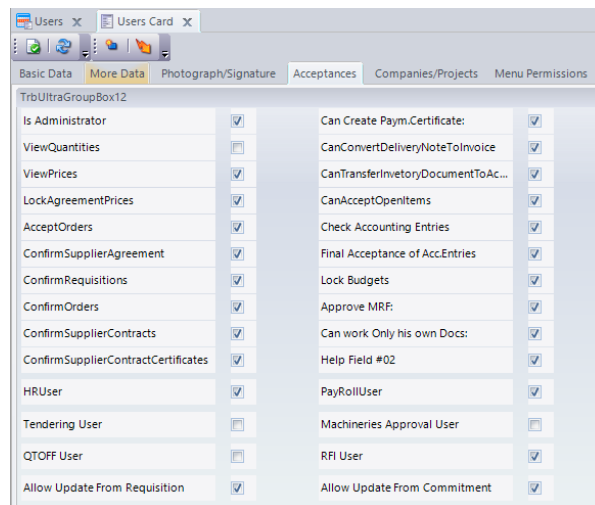 Users X Users Card X
Basic Data More Data Photograph/Signature Acceptances Companies/Projects Menu Permissions
TrbUltraGroupBox12
Is Administrator Can Create Paym.Certificate:
ViewQuantities CanConvertDeliveryNoteToInvoice
ViewPrices CanTransferInvetoryDocumentToAc...
LockAgreementPrices CanAcceptOpenItems
AcceptOrders Check Accounting Entries
ConfirmSupplierAgreement Final Acceptance of Acc.Entries
ConfirmRequisitions Lock Budgets
ConfirmOrders Approve MRF:
ConfirmSupplierContracts Can work Only his own Docs:
ConfirmSupplierContractCertificates Help Field #02
HRUser PayRollUser
Tendering User Machineries Approval User
QTOFF User RFI User
Allow Update From Requisition Allow Update From Commitment